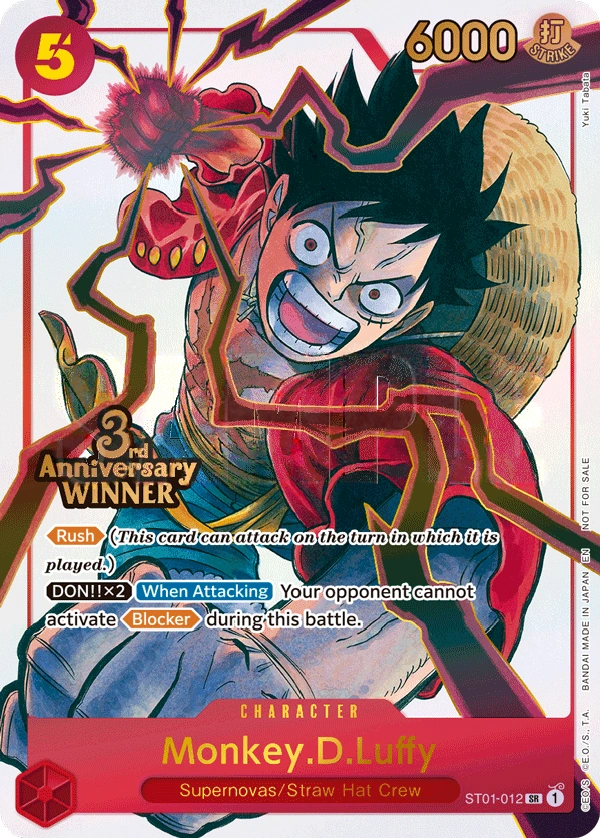 5
6000
打
STRIKE
Yuki Tabata
3rd
Anniversary
WINNER
Rush (This card can attack on the turn in which it is
played.)
DON!!×2 When Attacking Your opponent cannot
activate Blocker during this battle.
©E.O./S. ©E.O./S., T.A. BANDAI MADE IN JAPAN EN NOT FOR SALE
CHARACTER
Monkey.D.Luffy
Supernovas/Straw Hat Crew
ST01-012 SR 1